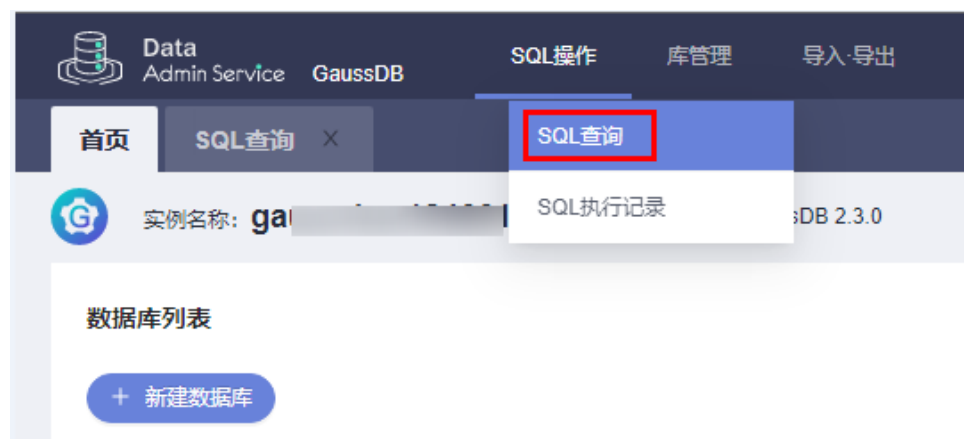 Data
Admin Service GaussDB SQL操作 库管理 导入·导出
首页 SQL查询 ×
SQL查询
SQL执行记录
实例名称: ga DB 2.3.0
数据库列表
+ 新建数据库